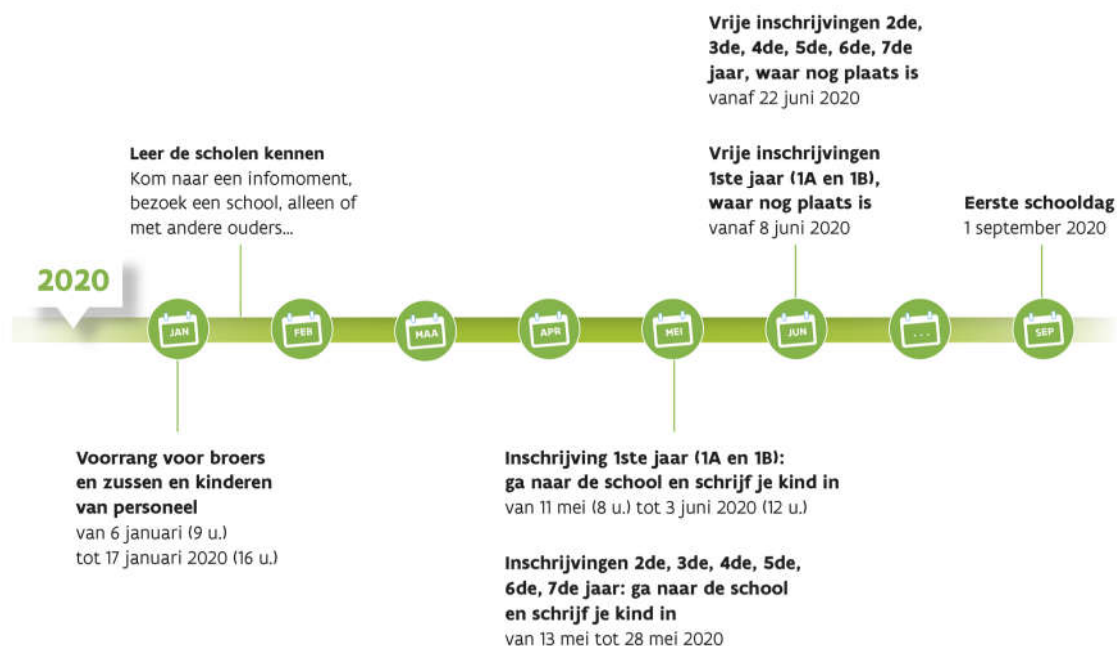 Vrije inschrijvingen 2de,
3de, 4de, 5de, 6de, 7de
jaar, waar nog plaats is
vanaf 22 juni 2020
Leer de scholen kennen
Kom naar een infomoment,
bezoek een school, alleen of
met andere ouders...
Vrije inschrijvingen
1ste jaar (1A en 1B),
waar nog plaats is
vanaf 8 juni 2020
Eerste schooldag
1 september 2020
2020
JAN
FEB
MAA
APR
MEI
JUN
...
SEP
Voorrang voor broers
en zussen en kinderen
van personeel
van 6 januari (9 u.)
tot 17 januari 2020 (16 u.)
Inschrijving 1ste jaar (1A en 1B):
ga naar de school en schrijf je kind in
van 11 mei (8 u.) tot 3 juni 2020 (12 u.)
Inschrijvingen 2de, 3de, 4de, 5de,
6de, 7de jaar: ga naar de school
en schrijf je kind in
van 13 mei tot 28 mei 2020